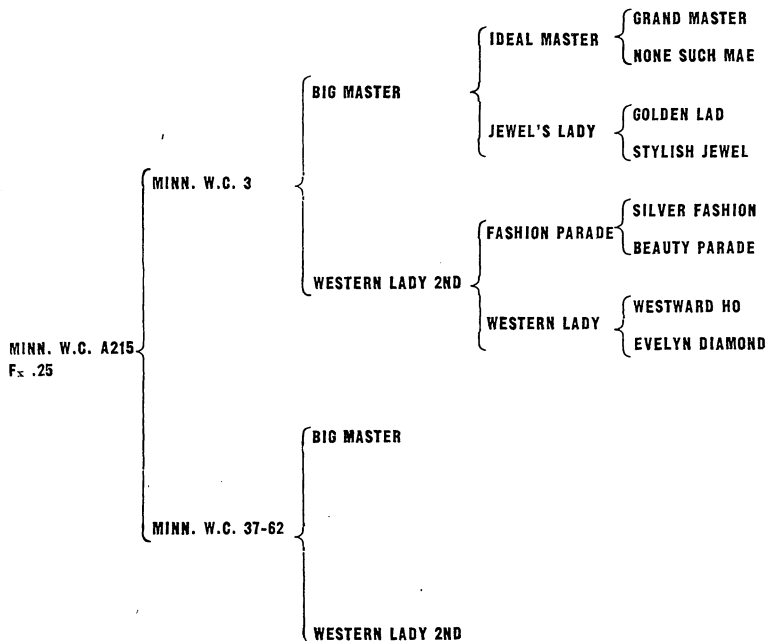 GRAND MASTER
IDEAL MASTER
NONE SUCH MAE
BIG MASTER
GOLDEN LAD
JEWEL'S LADY
STYLISH JEWEL
MINN. W.C. 3
SILVER FASHION
FASHION PARADE
BEAUTY PARADE
WESTERN LADY 2ND
WESTWARD HO
WESTERN LADY
EVELYN DIAMOND
MINN. W.C. A215
Fx .25
BIG MASTER
MINN. W.C. 37-62
WESTERN LADY 2ND